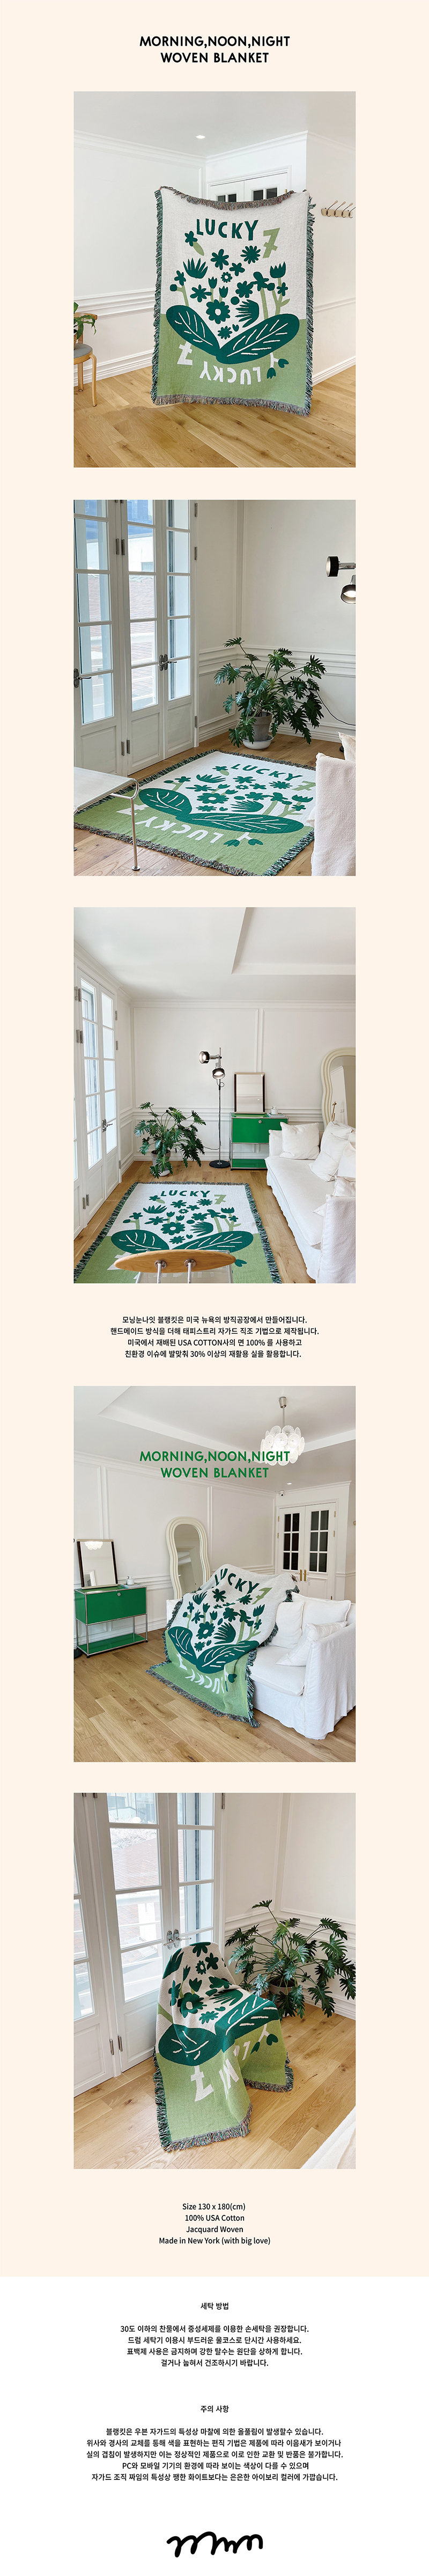 MORNING,NOON,NIGHT
WOVEN BLANKET
LUCKY 7
LUCKY 7
LUCKY 7
LUCKY 7
LUCKY 7
모닝눈나잇 블랭킷은 미국 뉴욕의 방직공장에서 만들어집니다.
핸드메이드 방식을 더해 태피스트리 자가드 직조 기법으로 제작됩니다.
미국에서 재배된 USA COTTON사의 면 100% 를 사용하고
친환경 이슈에 발맞춰 30% 이상의 재활용 실을 활용합니다.
MORNING,NOON,NIGHT
WOVEN BLANKET
Size 130 x 180(cm)
100% USA Cotton
Jacquard Woven
Made in New York (with big love)
세탁 방법
30도 이하의 찬물에서 중성세제를 이용한 손세탁을 권장합니다.
드럼 세탁기 이용시 부드러운 울코스로 단시간 사용하세요.
표백제 사용은 금지하며 강한 탈수는 원단을 상하게 합니다.
걸거나 눕혀서 건조하시기 바랍니다.
주의 사항
블랭킷은 우븐 자가드의 특성상 마찰에 의한 올풀림이 발생할수 있습니다.
위사와 경사의 교체를 통해 색을 표현하는 편직 기법은 제품에 따라 이음새가 보이거나
실의 겹침이 발생하지만 이는 정상적인 제품으로 이로 인한 교환 및 반품은 불가합니다.
PC와 모바일 기기의 환경에 따라 보이는 색상이 다를 수 있으며
자가드 조직 짜임의 특성상 쨍한 화이트보다는 은은한 아이보리 컬러에 가깝습니다.